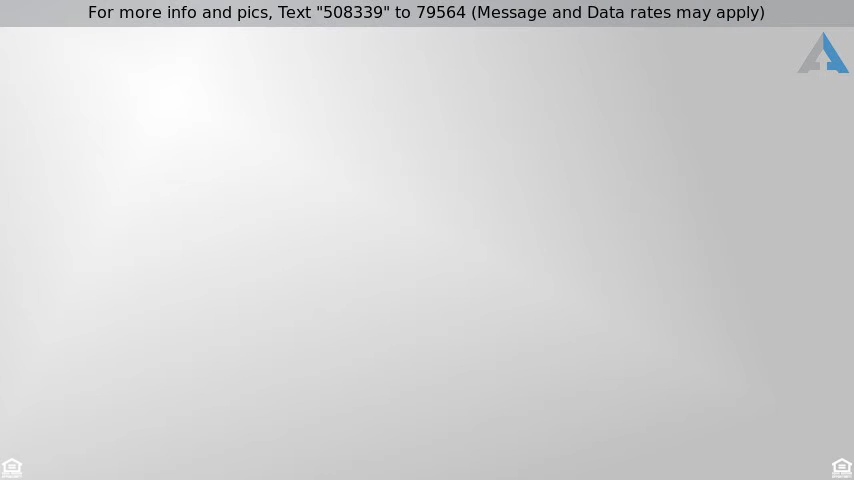 For more info and pics, Text "508339" to 79564 (Message and Data rates may apply)